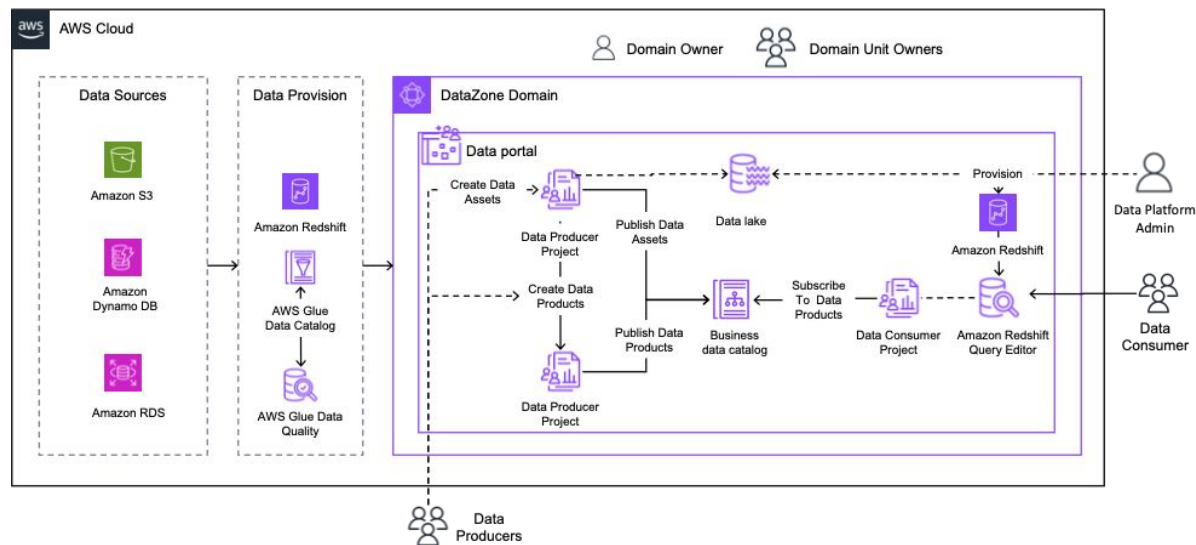 aws
AWS Cloud
Domain Owner
Domain Unit Owners
Data Sources
Amazon S3
Amazon
Dynamo DB
Amazon RDS
Data Provision
Amazon Redshift
AWS Glue
Data Catalog
AWS Glue Data
Quality
DataZone Domain
Data portal
Create Data
Assets
Data Producer
Project
Create Data
Products
Data Producer
Project
Publish Data
Assets
Publish Data
Products
Data lake
Business
data catalog
Subscribe
To Data
Products
Data Consumer
Project
Provision
Amazon Redshift
Amazon Redshift
Query Editor
Data Platform
Admin
Data
Consumer
Data
Producers